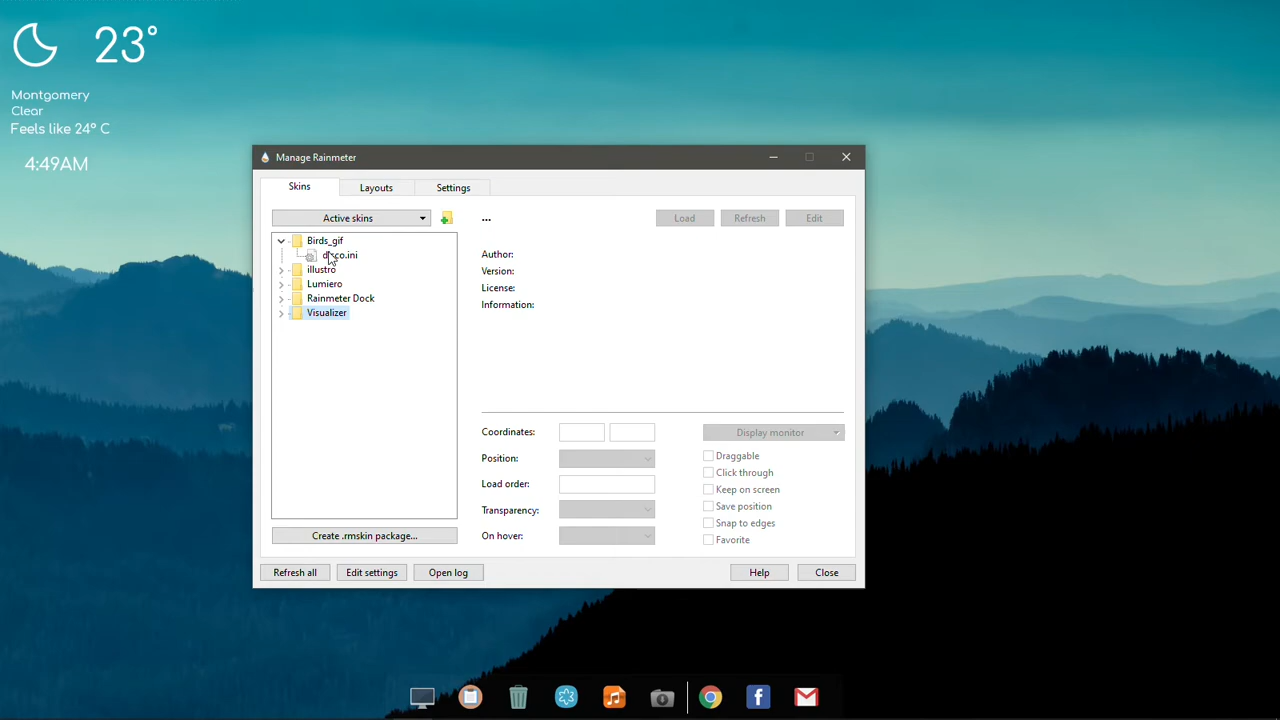 23°
Montgomery
Clear
Feels like 24° C
4:49AM
Manage Rainmeter
Skins
Layouts
Settings
Active skins
...
Load
Refresh
Edit
Birds_gif
illustro
Lumiero
Rainmeter Dock
Visualizer
Author:
Version:
License:
Information:
Coordinates:
Display monitor
Position:
Load order:
Transparency:
On hover:
Draggable
Click through
Keep on screen
Save position
Snap to edges
Favorite
Create .rmskin package...
Refresh all
Edit settings
Open log
Help
Close